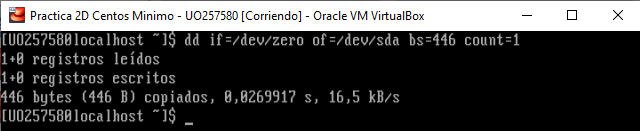 Practica 2D Centos Minimo - UO257580 [Corriendo] - Oracle VM VirtualBox
[UO257580@localhost ~]$ dd if=/dev/zero of=/dev/sda bs=446 count=1
1+0 registros leídos
1+0 registros escritos
446 bytes (446 B) copiados, 0,0269917 s, 16,5 kB/s
[UO257580@localhost ~]$ _